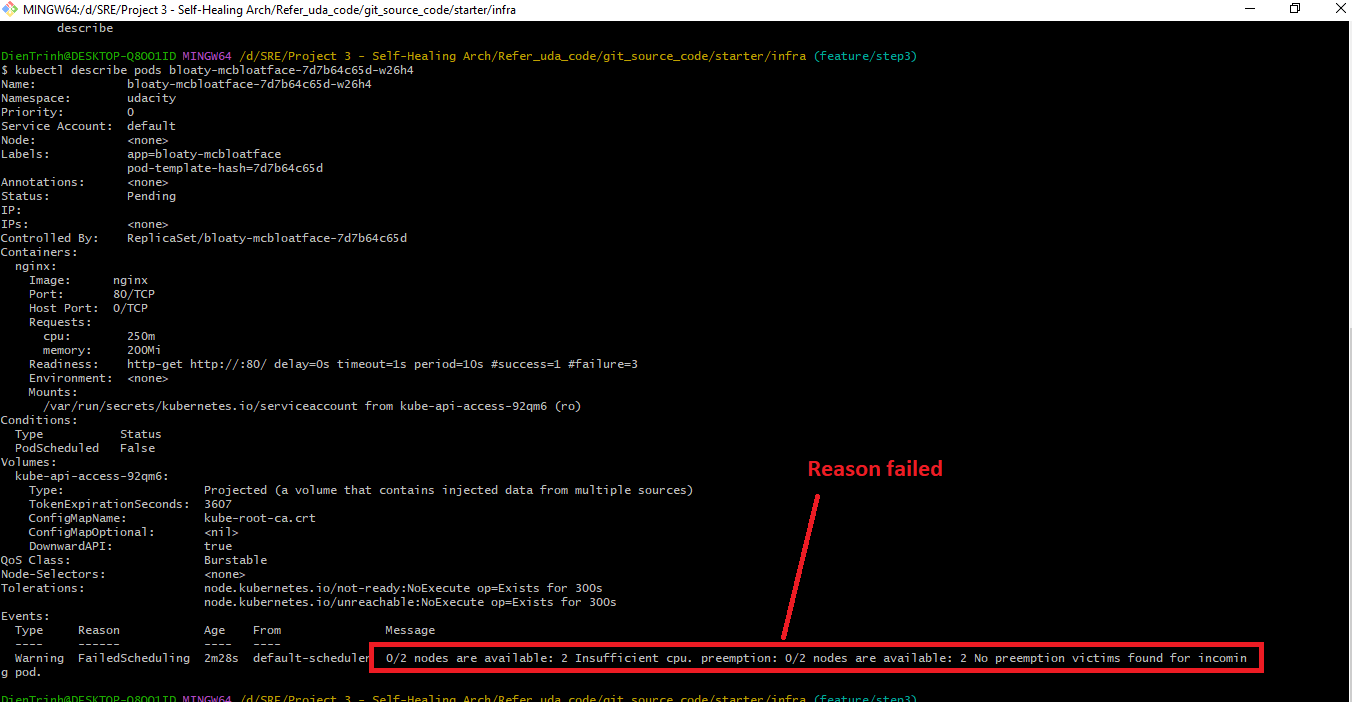 MINGW64:/d/SRE/Project 3 - Self-Healing Arch/Refer_uda_code/git_source_code/starter/infra
describe
DienTrinh@DESKTOP-Q8OO1ID MINGW64 /d/SRE/Project 3 - Self-Healing Arch/Refer_uda_code/git_source_code/starter/infra (feature/step3)
$ kubectl describe pods bloaty-mcbloatface-7d7b64c65d-w26h4
Name: bloaty-mcbloatface-7d7b64c65d-w26h4
Namespace: udacity
Priority: 0
Service Account: default
Node: <none>
Labels: app=bloaty-mcbloatface
pod-template-hash=7d7b64c65d
Annotations: <none>
Status: Pending
IP:
IPs: <none>
Controlled By: ReplicaSet/bloaty-mcbloatface-7d7b64c65d
Containers:
nginx:
Image: nginx
Port: 80/TCP
Host Port: 0/TCP
Requests:
cpu: 250m
memory: 200Mi
Readiness: http-get http://:80/ delay=0s timeout=1s period=10s #success=1 #failure=3
Environment: <none>
Mounts:
/var/run/secrets/kubernetes.io/serviceaccount from kube-api-access-92qm6 (ro)
Conditions:
Type Status
PodScheduled False
Volumes:
kube-api-access-92qm6:
Type: Projected (a volume that contains injected data from multiple sources)
TokenExpirationSeconds: 3607
ConfigMapName: kube-root-ca.crt
ConfigMapOptional: <nil>
DownwardAPI: true
QoS Class: Burstable
Node-Selectors: <none>
Tolerations: node.kubernetes.io/not-ready:NoExecute op=Exists for 300s
node.kubernetes.io/unreachable:NoExecute op=Exists for 300s
Reason failed
Events:
Type Reason Age From Message
---- ------ ---- ---- -------
Warning FailedScheduling 2m28s default-scheduler 0/2 nodes are available: 2 Insufficient cpu. preemption: 0/2 nodes are available: 2 No preemption victims found for incomin
g pod.
DienTrinh@DESKTOP-Q8OO1ID MINGW64 /d/SRE/Project 3 - Self-Healing Arch/Refer_uda_code/git_source_code/starter/infra (feature/step3)